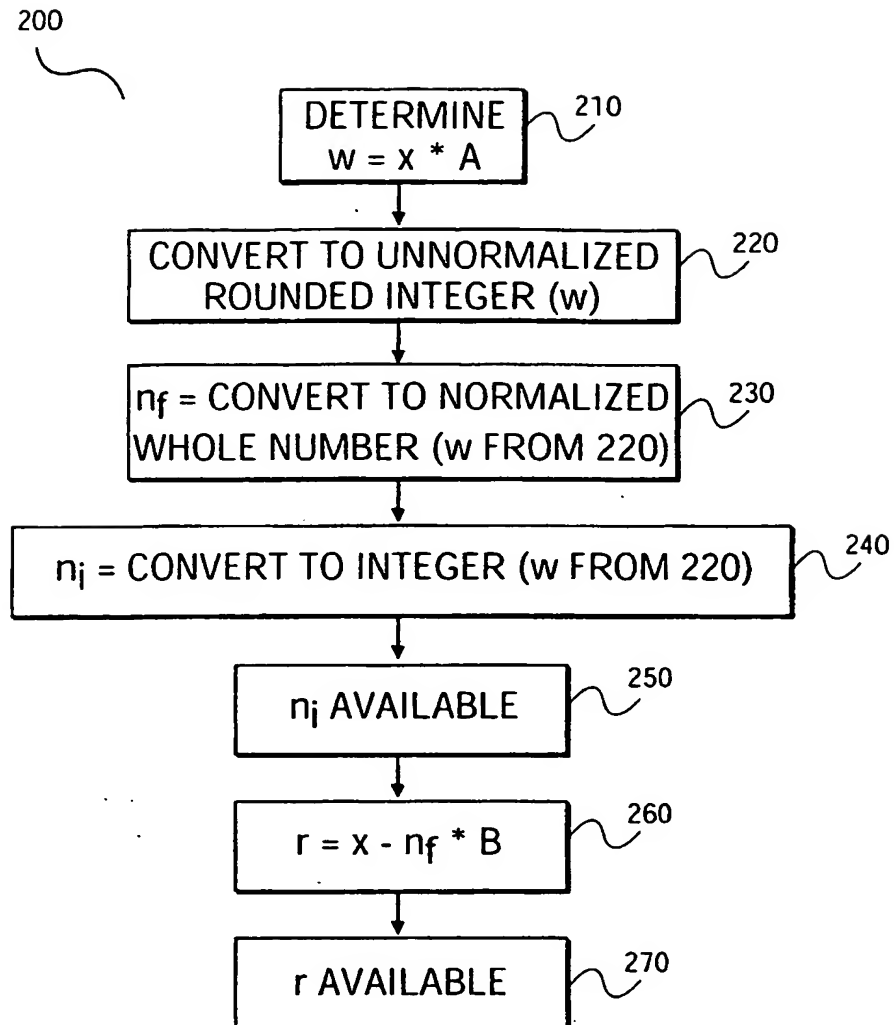 200
DETERMINE
w = x * A
210
CONVERT TO UNNORMALIZED
ROUNDED INTEGER (w)
220
nf = CONVERT TO NORMALIZED
WHOLE NUMBER (w FROM 220)
230
ni = CONVERT TO INTEGER (w FROM 220)
240
ni AVAILABLE
250
r = x - nf * B
260
r AVAILABLE
270